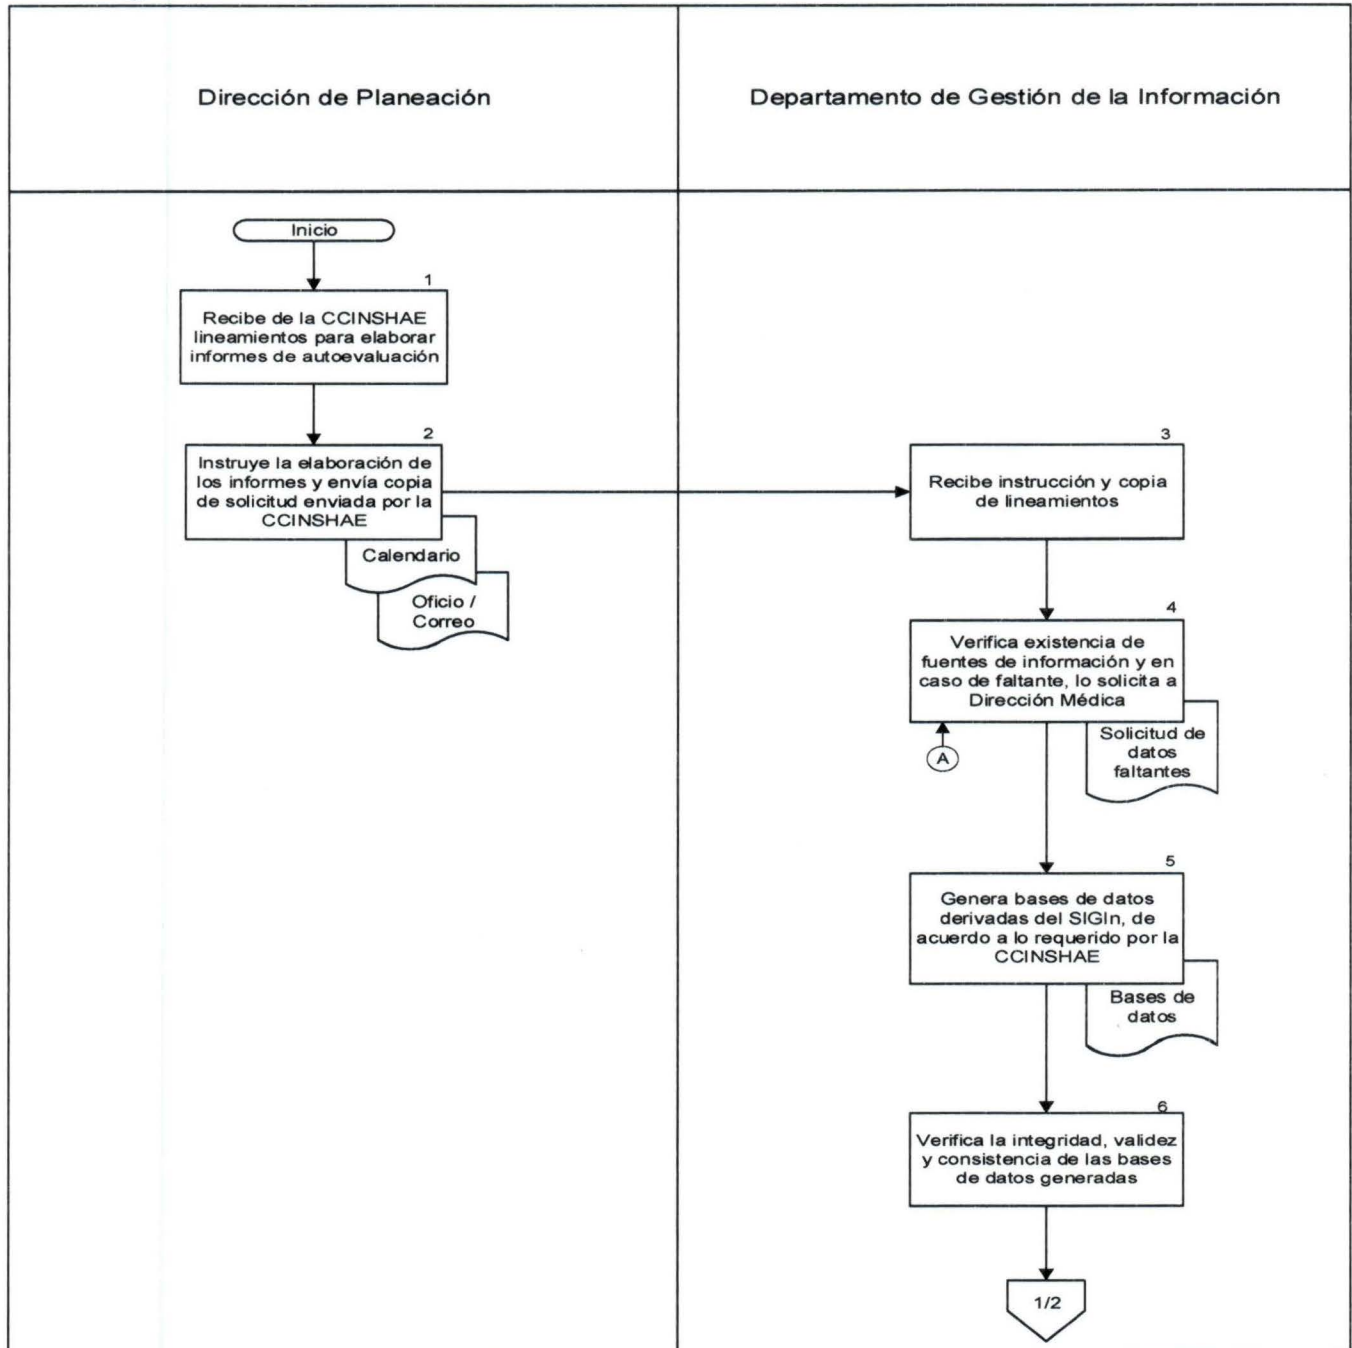 Dirección de Planeación
Departamento de Gestión de la Información
Inicio
1
Recibe de la CCINSHAE
lineamientos para elaborar
informes de autoevaluación
2
Instruye la elaboración de
los informes y envía copia
de solicitud enviada por la
CCINSHAE
Calendario
Oficio /
Correo
3
Recibe instrucción y copia
de lineamientos
4
Verifica existencia de
fuentes de información y en
caso de faltante, lo solicita a
Dirección Médica
Solicitud de
datos
faltantes
A
5
Genera bases de datos
derivadas del SIGIn, de
acuerdo a lo requerido por la
CCINSHAE
Bases de
datos
6
Verifica la integridad, validez
y consistencia de las bases
de datos generadas
1/2